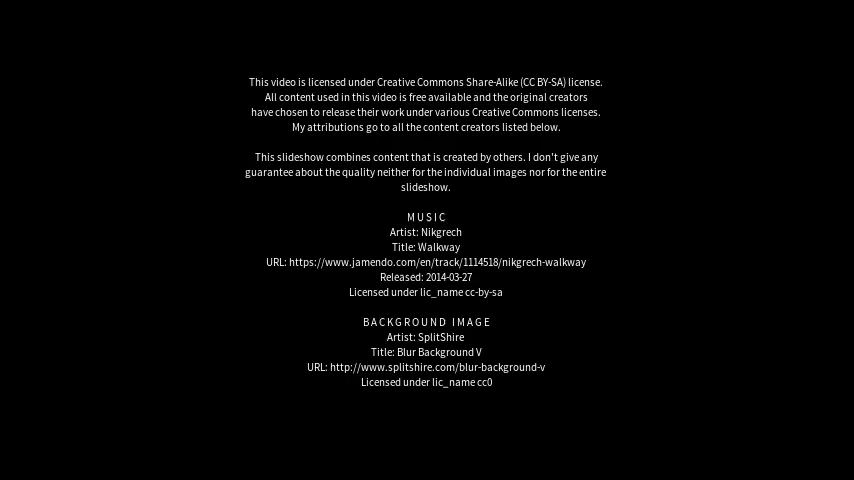 This video is licensed under Creative Commons Share-Alike (CC BY-SA) license.
All content used in this video is free available and the original creators
have chosen to release their work under various Creative Commons licenses.
My attributions go to all the content creators listed below.
This slideshow combines content that is created by others. I don't give any
guarantee about the quality neither for the individual images nor for the entire
slideshow.
MUSIC
Artist: Nikgrech
Title: Walkway
URL: https://www.jamendo.com/en/track/1114518/nikgrech-walkway
Released: 2014-03-27
Licensed under lic_name cc-by-sa
BACKGROUND IMAGE
Artist: SplitShire
Title: Blur Background V
URL: http://www.splitshire.com/blur-background-v
Licensed under lic_name cc0